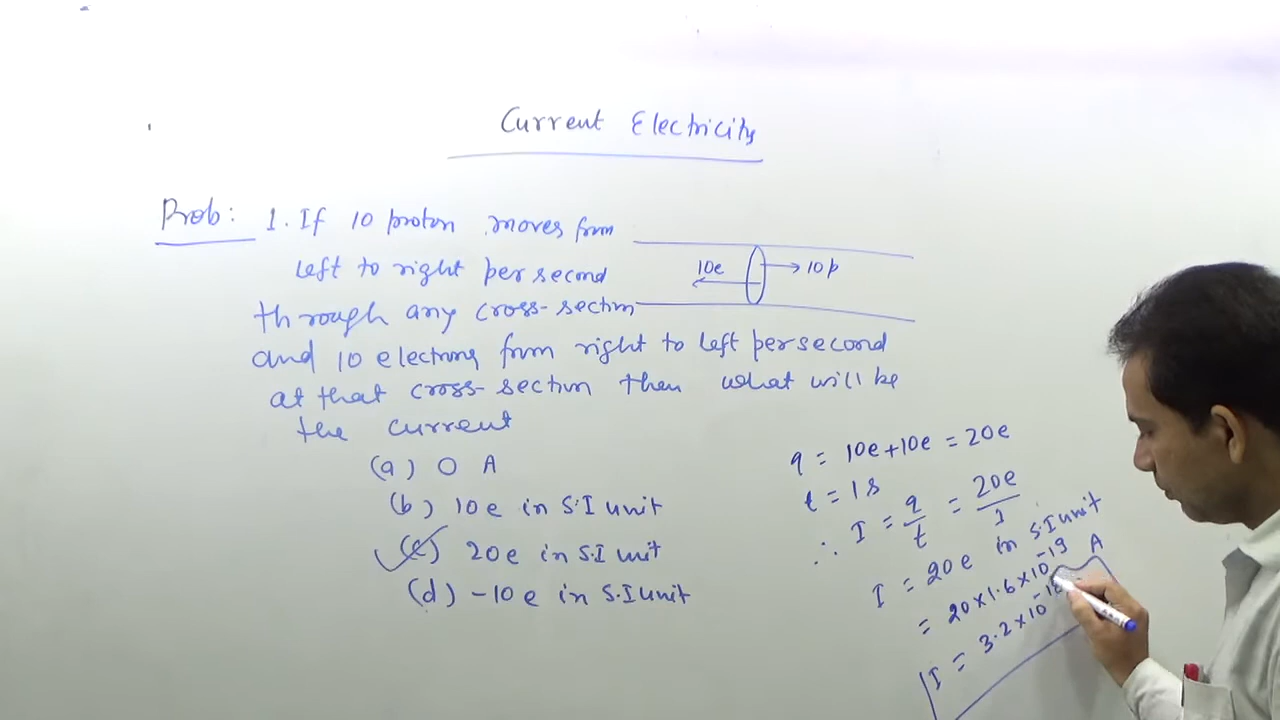 Current Electricity
Prob: 1. If 10 proton moves from
left to right per second
through any cross-section
and 10 electrons from right to left per second
at that cross-section then what will be
the current
10e
10p
(a) 0 A
(b) 10e in S.I unit
(c) 20e in S.I unit
(d) -10e in S.I unit
q = 10e+10e = 20e
t = 1s
∴ I = q/t = 20e/1
I = 20e in S.I unit
= 20×1.6×10⁻¹⁹ A
I = 3.2×10